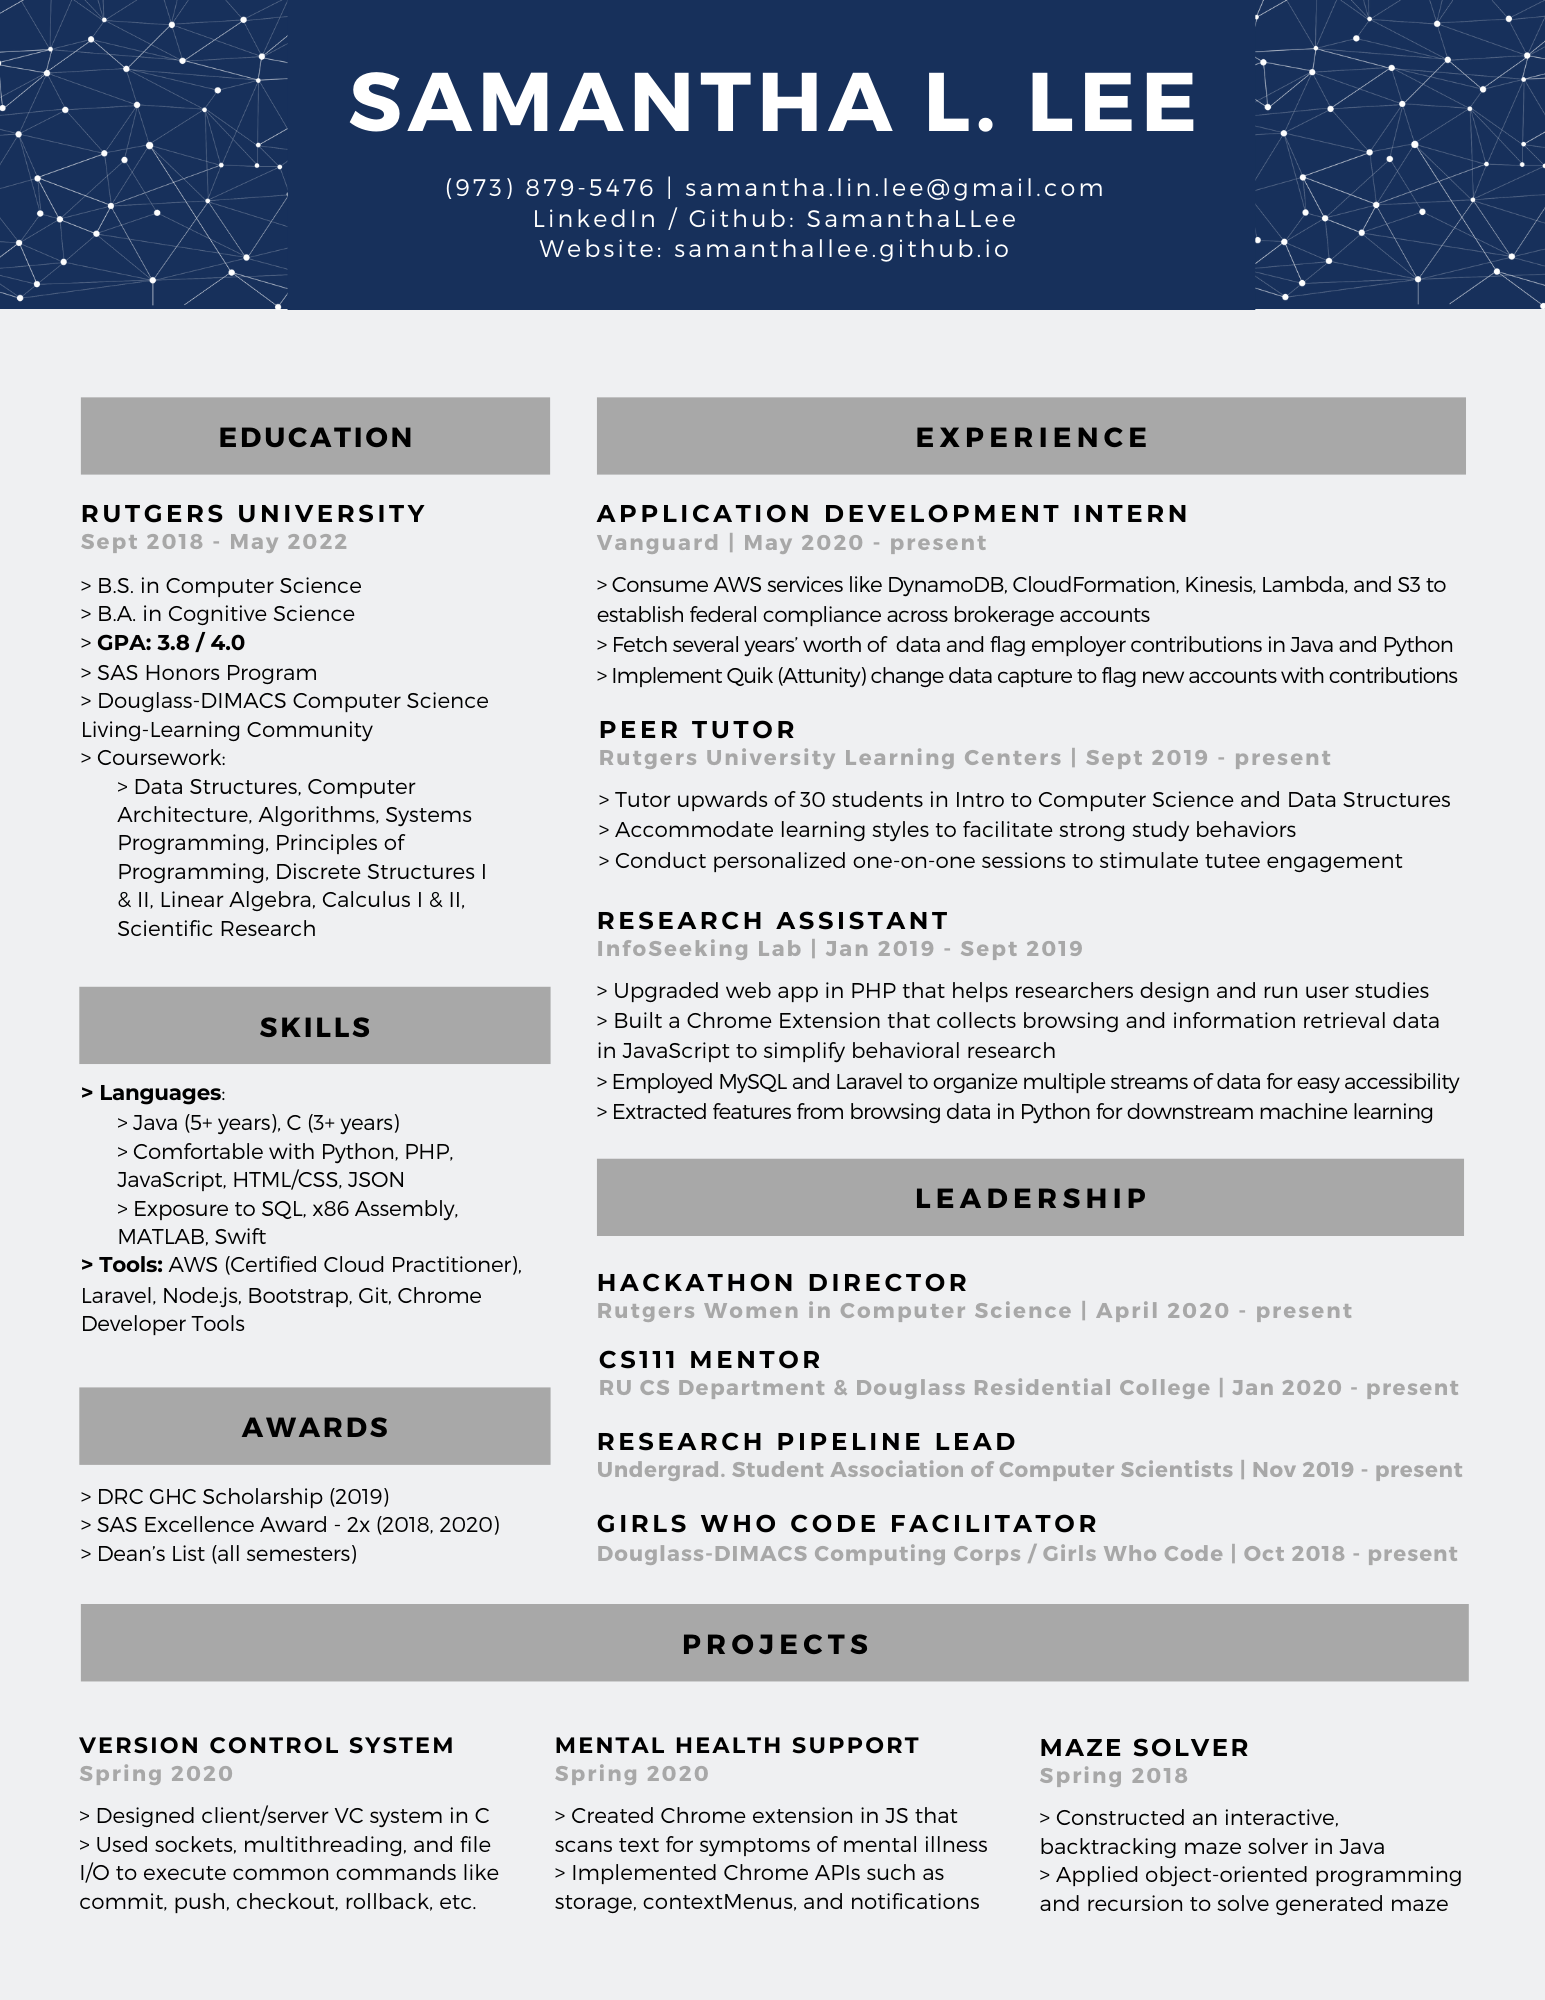 SAMANTHA L. LEE
(973) 879-5476 | samantha.lin.lee@gmail.com
LinkedIn / Github: SamanthaLLee
Website: samanthallee.github.io
EDUCATION
RUTGERS UNIVERSITY
Sept 2018 - May 2022
> B.S. in Computer Science
> B.A. in Cognitive Science
> GPA: 3.8 / 4.0
> SAS Honors Program
> Douglass-DIMACS Computer Science
Living-Learning Community
> Coursework:
> Data Structures, Computer
Architecture, Algorithms, Systems
Programming, Principles of
Programming, Discrete Structures I
& II, Linear Algebra, Calculus I & II,
Scientific Research
SKILLS
> Languages:
> Java (5+ years), C (3+ years)
> Comfortable with Python, PHP,
JavaScript, HTML/CSS, JSON
> Exposure to SQL, x86 Assembly,
MATLAB, Swift
> Tools: AWS (Certified Cloud Practitioner),
Laravel, Node.js, Bootstrap, Git, Chrome
Developer Tools
AWARDS
> DRC GHC Scholarship (2019)
> SAS Excellence Award - 2x (2018, 2020)
> Dean’s List (all semesters)
EXPERIENCE
APPLICATION DEVELOPMENT INTERN
Vanguard | May 2020 - present
> Consume AWS services like DynamoDB, CloudFormation, Kinesis, Lambda, and S3 to
establish federal compliance across brokerage accounts
> Fetch several years’ worth of  data and flag employer contributions in Java and Python
> Implement Quik (Attunity) change data capture to flag new accounts with contributions
PEER TUTOR
Rutgers University Learning Centers | Sept 2019 - present
> Tutor upwards of 30 students in Intro to Computer Science and Data Structures
> Accommodate learning styles to facilitate strong study behaviors
> Conduct personalized one-on-one sessions to stimulate tutee engagement
RESEARCH ASSISTANT
InfoSeeking Lab | Jan 2019 - Sept 2019
> Upgraded web app in PHP that helps researchers design and run user studies
> Built a Chrome Extension that collects browsing and information retrieval data
in JavaScript to simplify behavioral research
> Employed MySQL and Laravel to organize multiple streams of data for easy accessibility
> Extracted features from browsing data in Python for downstream machine learning
LEADERSHIP
HACKATHON DIRECTOR
Rutgers Women in Computer Science | April 2020 - present
CS111 MENTOR
RU CS Department & Douglass Residential College | Jan 2020 - present
RESEARCH PIPELINE LEAD
Undergrad. Student Association of Computer Scientists | Nov 2019 - present
GIRLS WHO CODE FACILITATOR
Douglass-DIMACS Computing Corps / Girls Who Code | Oct 2018 - present
PROJECTS
VERSION CONTROL SYSTEM
Spring 2020
> Designed client/server VC system in C
> Used sockets, multithreading, and file
I/O to execute common commands like
commit, push, checkout, rollback, etc.
MENTAL HEALTH SUPPORT
Spring 2020
> Created Chrome extension in JS that
scans text for symptoms of mental illness
> Implemented Chrome APIs such as
storage, contextMenus, and notifications
MAZE SOLVER
Spring 2018
> Constructed an interactive,
backtracking maze solver in Java
> Applied object-oriented programming
and recursion to solve generated maze